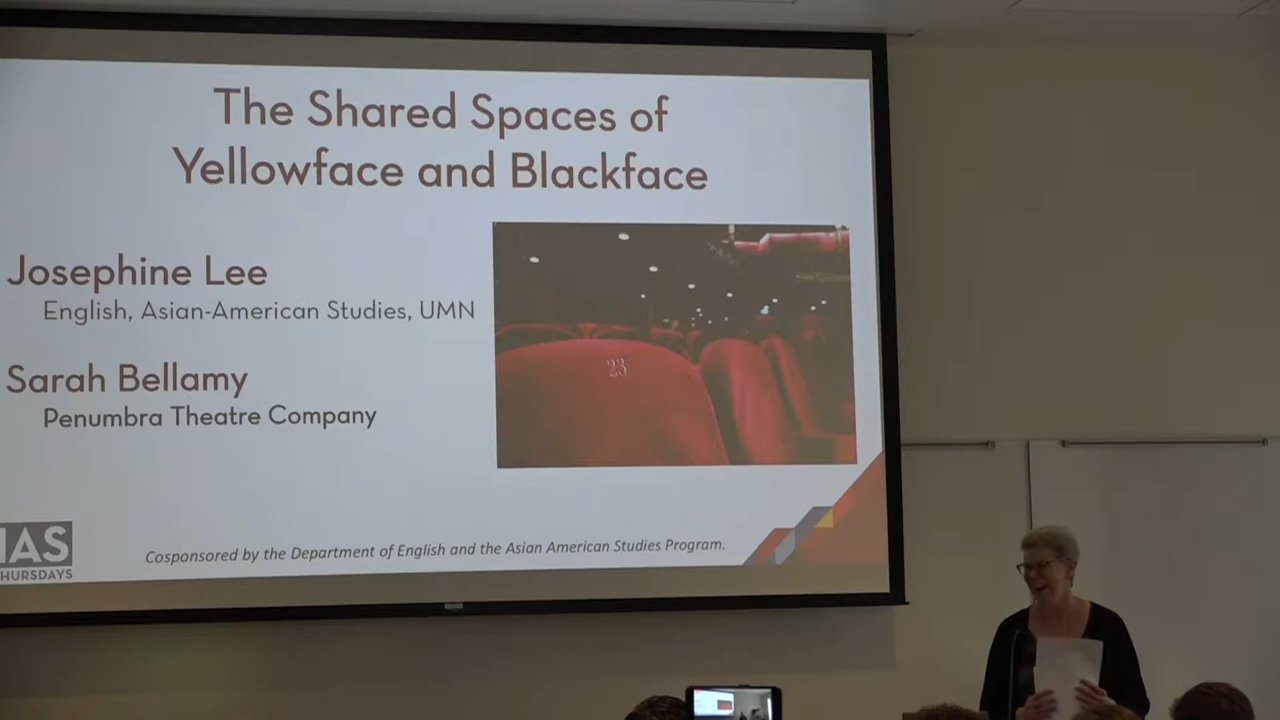 The Shared Spaces of
Yellowface and Blackface
Josephine Lee
English, Asian-American Studies, UMN
Sarah Bellamy
Penumbra Theatre Company
23
IAS
HURSDAYS
Cosponsored by the Department of English and the Asian American Studies Program.